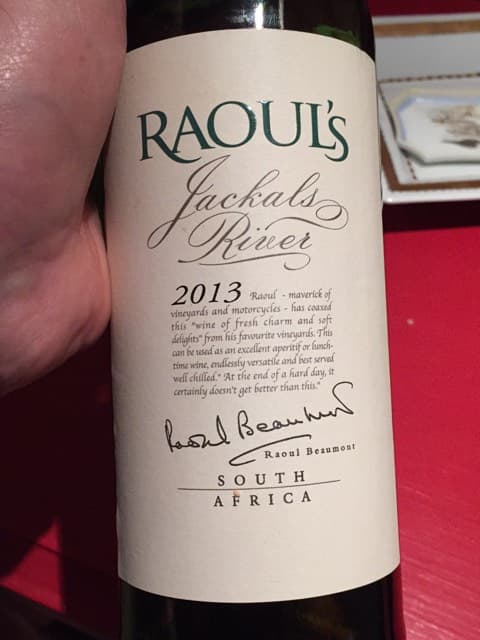 RAOUL'S
Jackals
River
2013 Raoul - maverick of
vineyards and motorcycles - has coaxed
this "wine of fresh charm and soft
delights" from his favourite vineyards. This
can be used as an excellent aperitif or lunch-
time wine, endlessly versatile and best served
well chilled." At the end of a hard day, it
certainly doesn't get better than this."
Raoul Beaumont
Raoul Beaumont
SOUTH
AFRICA